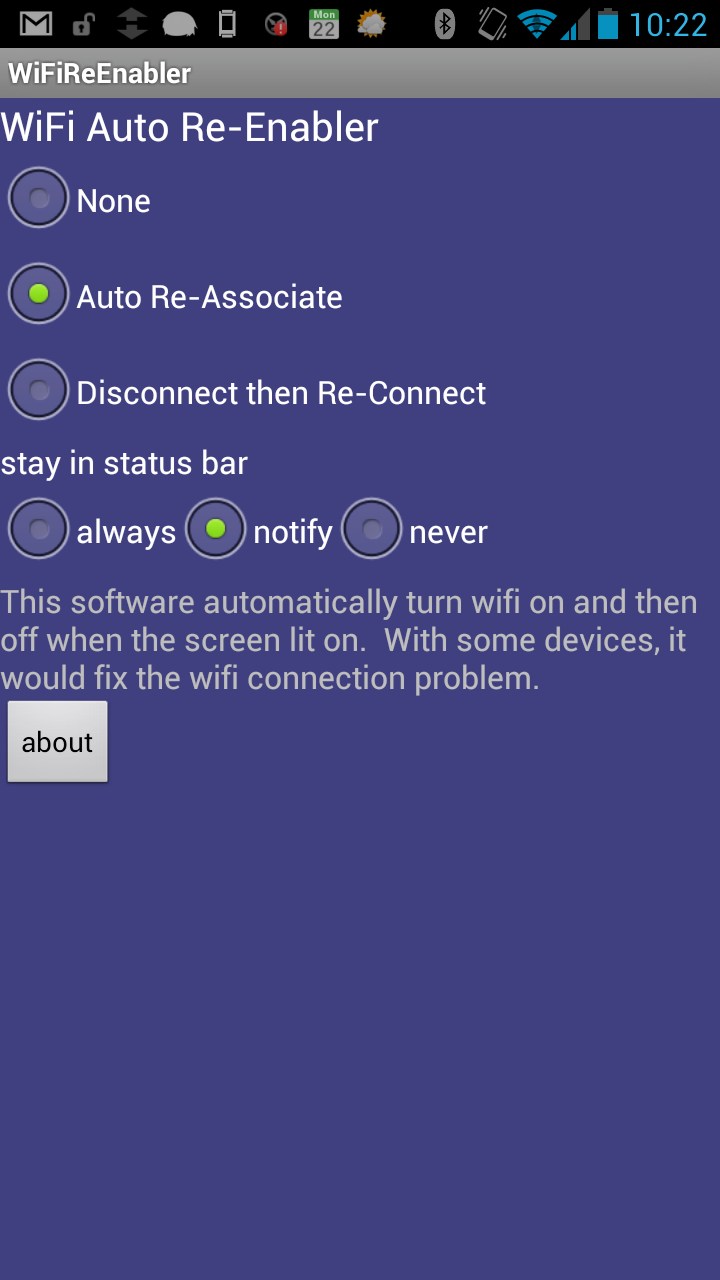 Mon
22
10:22
WiFiReEnabler
WiFi Auto Re-Enabler
None
Auto Re-Associate
Disconnect then Re-Connect
stay in status bar
always notify never
This software automatically turn wifi on and then
off when the screen lit on.  With some devices, it
would fix the wifi connection problem.
about